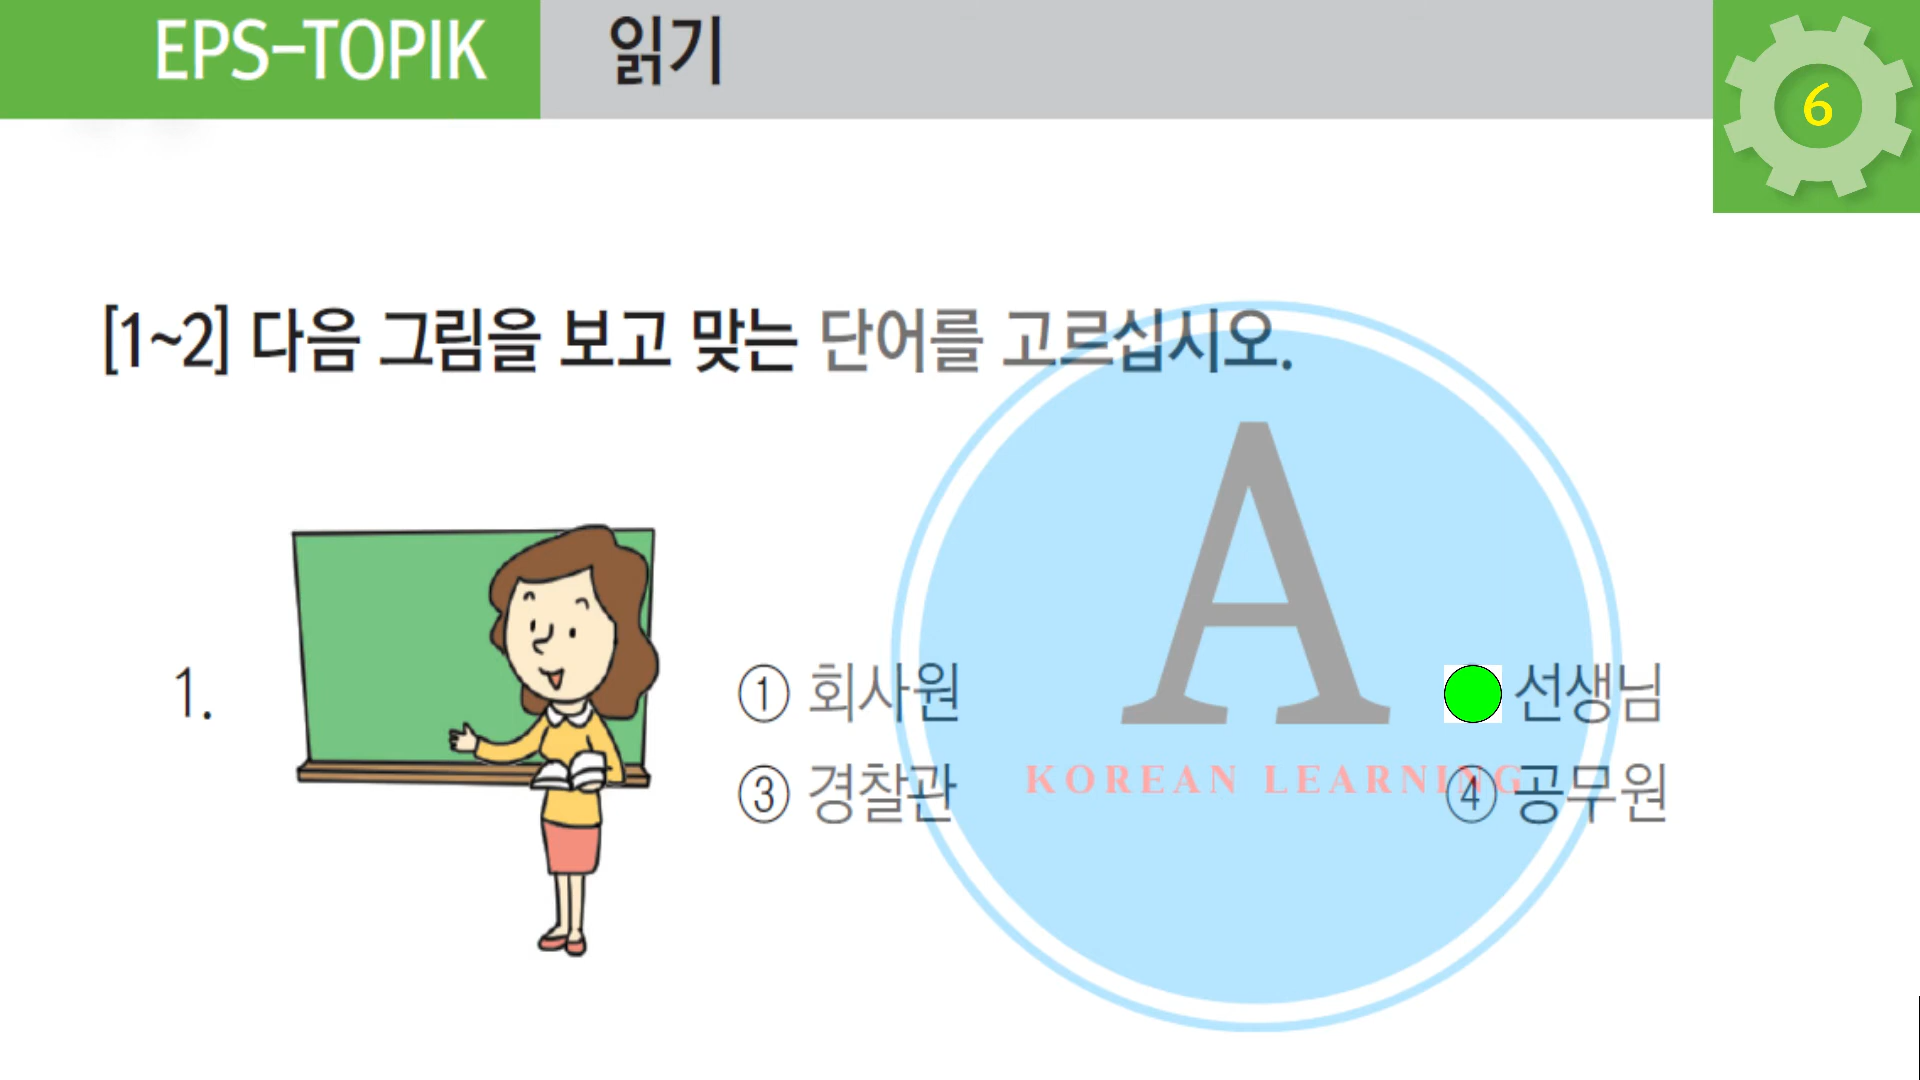 EPS-TOPIK 읽기
6
[1~2] 다음 그림을 보고 맞는 단어를 고르십시오.
A
1. ① 회사원 선생님
KOREAN LEARNING
③ 경찰관 ④ 공무원